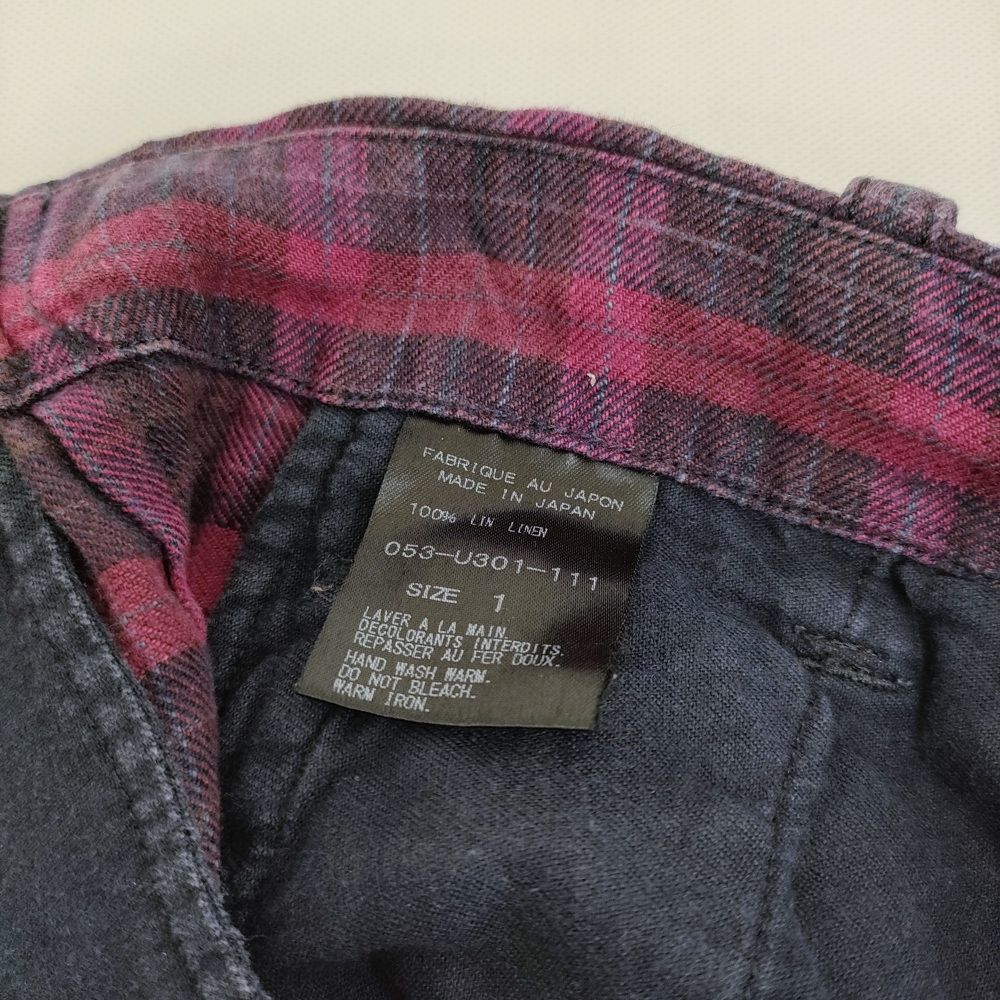 FABRIQUE AU JAPON
MADE IN JAPAN
100% LIN LINEN
053-U301-111
SIZE 1
LAVER A LA MAIN.
DECOLORANTS INTERDITS.
REPASSER AU FER DOUX.
HAND WASH WARM.
DO NOT BLEACH.
WARM IRON.